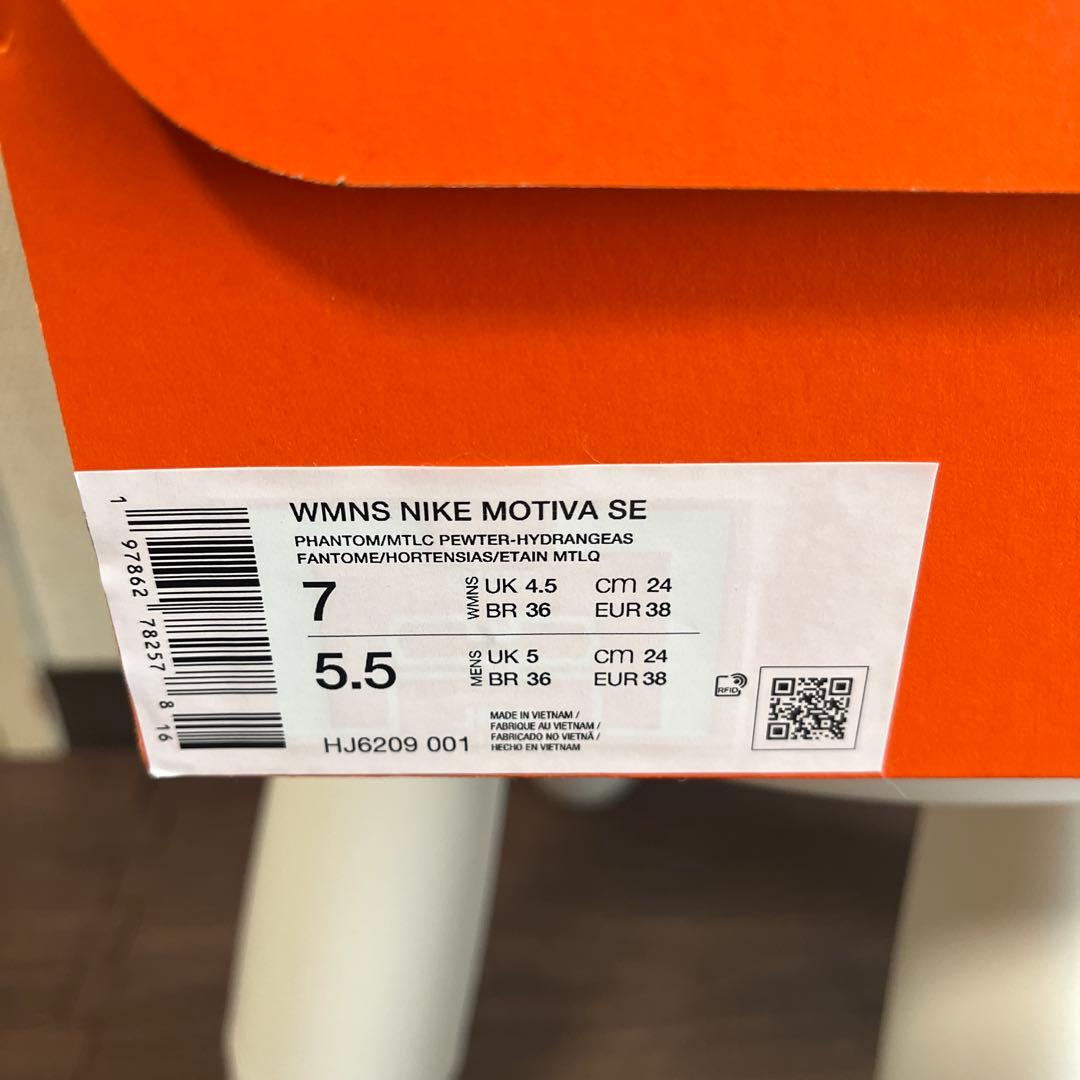 WMNS NIKE MOTIVA SE
PHANTOM/MTLC PEWTER-HYDRANGEAS
FANTOME/HORTENSIAS/ETAIN MTLQ
7 WMNS UK 4.5 cm 24
BR 36 EUR 38
5.5 MENS UK 5 cm 24
BR 36 EUR 38
HJ6209 001
MADE IN VIETNAM /
FABRIQUE AU VIETNAM /
FABRICADO NO VIETNÃ /
HECHO EN VIETNAM
RFID
1 97862 78257 8 16